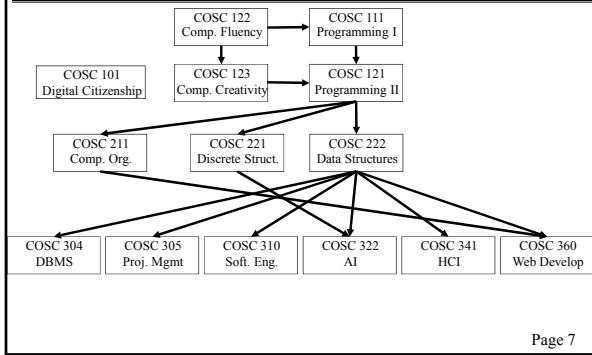 COSC 122
Comp. Fluency
COSC 111
Programming I
COSC 101
Digital Citizenship
COSC 123
Comp. Creativity
COSC 121
Programming II
COSC 211
Comp. Org.
COSC 221
Discrete Struct.
COSC 222
Data Structures
COSC 304
DBMS
COSC 305
Proj. Mgmt
COSC 310
Soft. Eng.
COSC 322
AI
COSC 341
HCI
COSC 360
Web Develop
Page 7